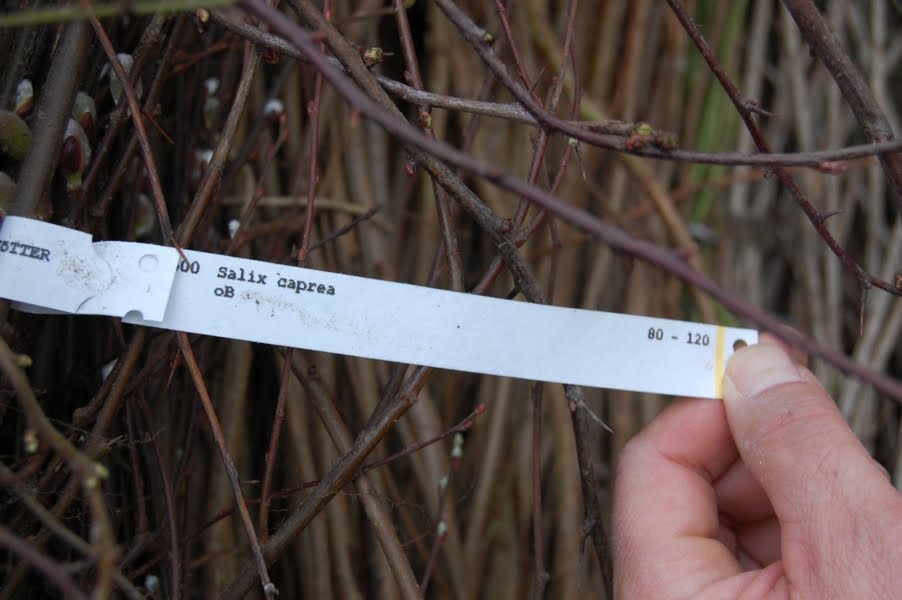 ÖTTER
00 Salix caprea
oB
80 - 120